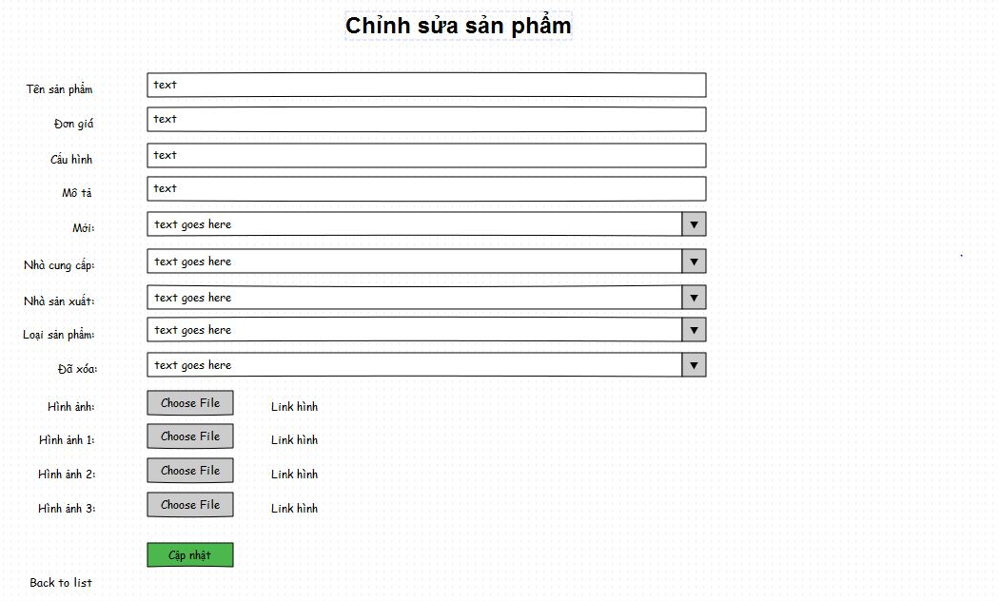 Chỉnh sửa sản phẩm
Tên sản phẩm text
Đơn giá text
Cấu hình text
Mô tả text
Mới: text goes here
Nhà cung cấp: text goes here
Nhà sản xuất: text goes here
Loại sản phẩm: text goes here
Đã xóa: text goes here
Hình ảnh: Choose File Link hình
Hình ảnh 1: Choose File Link hình
Hình ảnh 2: Choose File Link hình
Hình ảnh 3: Choose File Link hình
Cập nhật
Back to list